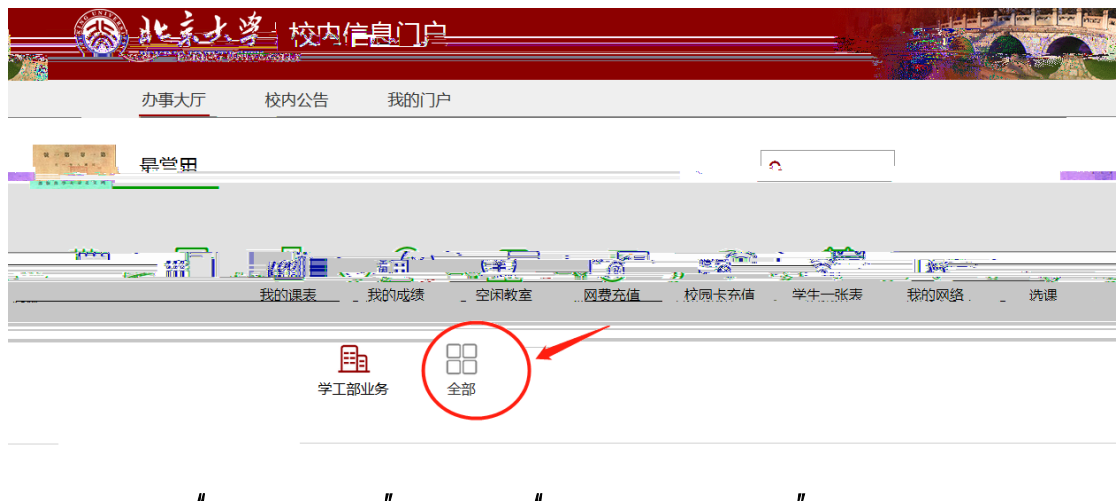 北京大学 校内信息门户
办事大厅 校内公告 我的门户
最常用
我的课表 我的成绩 空闲教室 网费充值 校园卡充值 学生一张表 我的网络 选课
学工部业务 全部